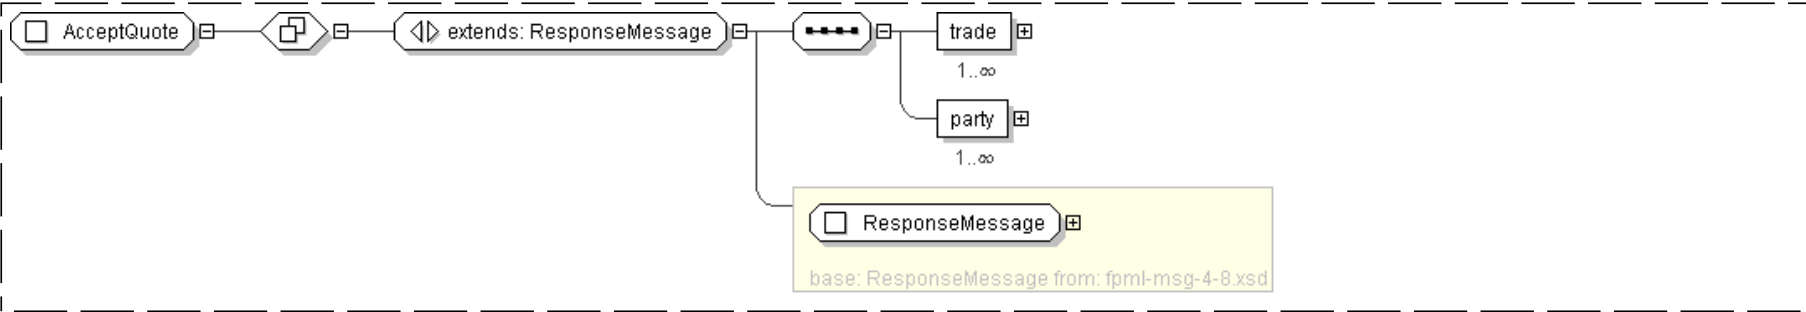 AcceptQuote
extends: ResponseMessage
trade
1..∞
party
1..∞
ResponseMessage
base: ResponseMessage from: fpml-msg-4-8.xsd